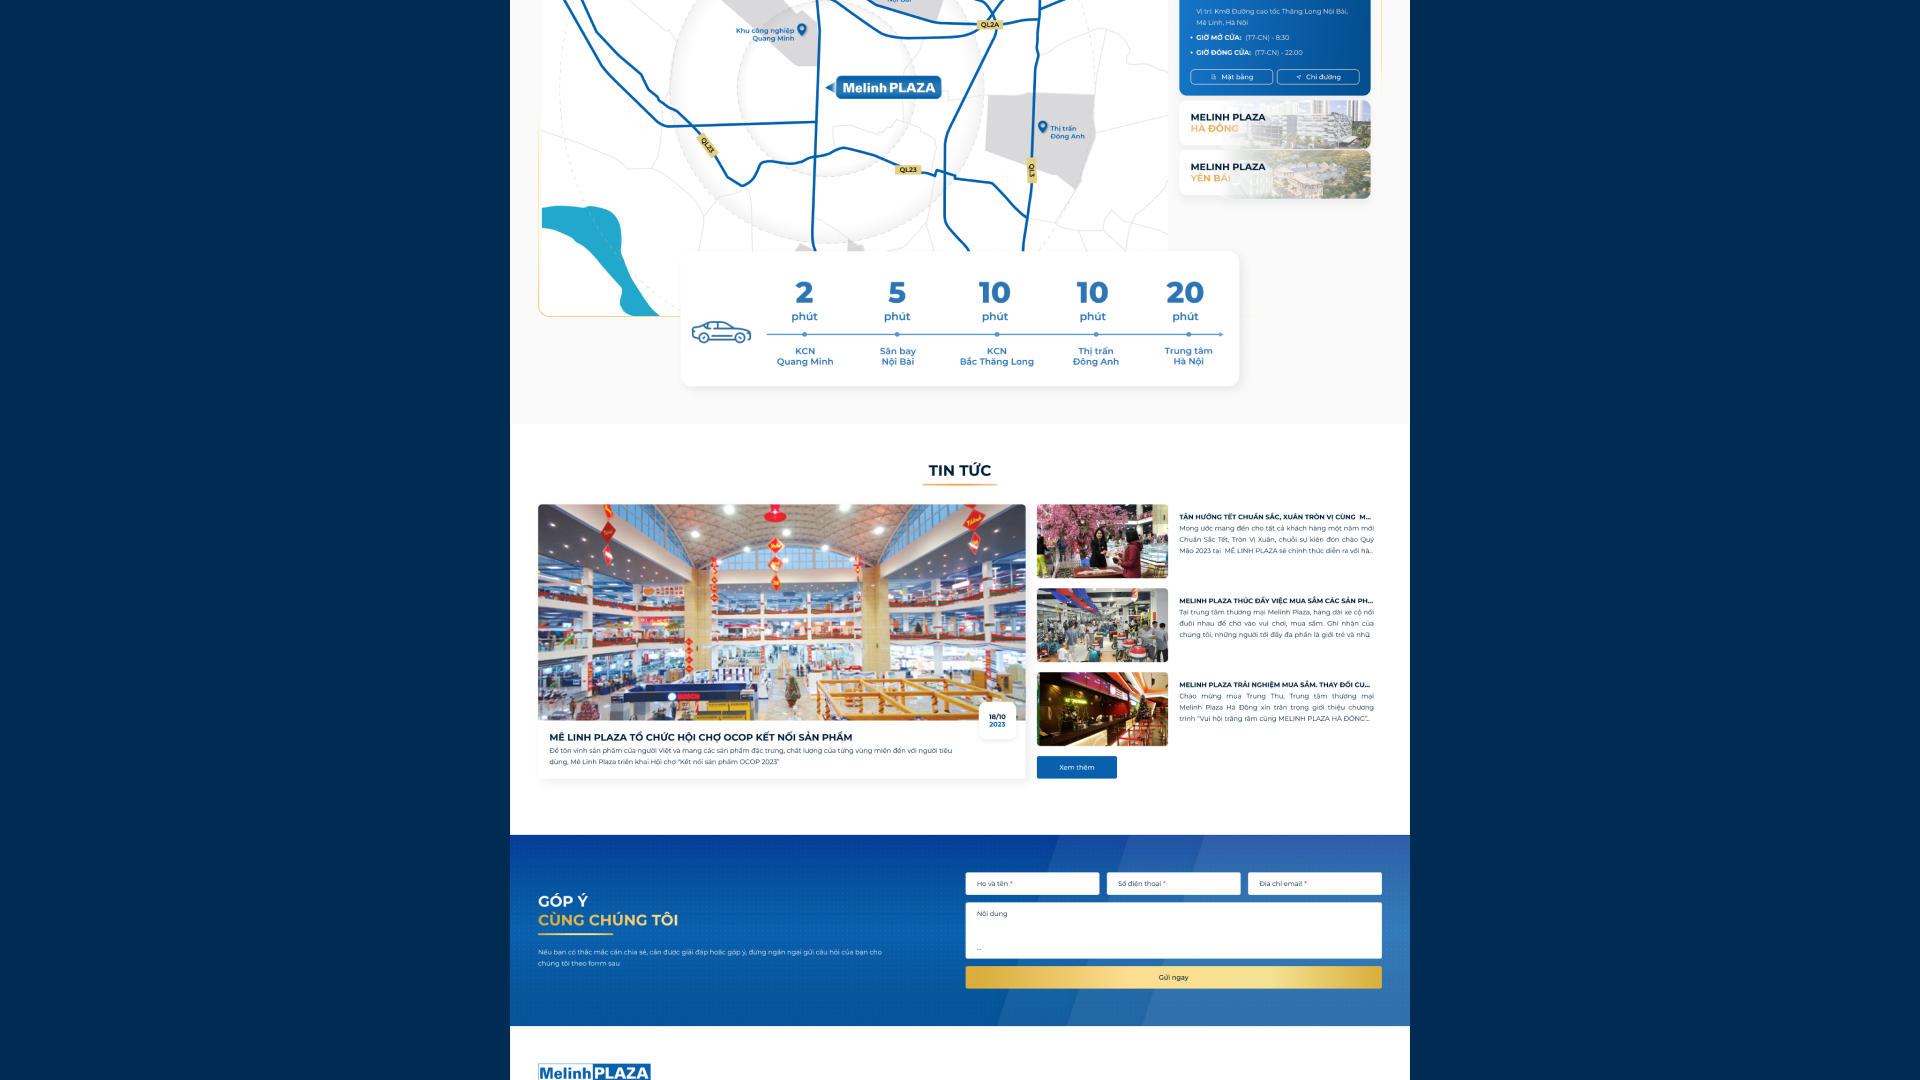 Nội Bài
QL2A
Khu công nghiệp
Quang Minh
Melinh PLAZA
Thị trấn
Đông Anh
QL23
QL23
QL3
Vị trí: Km8 Đường cao tốc Thăng Long Nội Bài,
Mê Linh, Hà Nội
• GIỜ MỞ CỬA: (T7-CN) - 8:30
• GIỜ ĐÓNG CỬA: (T7-CN) - 22:00
Mặt bằng
Chỉ đường
MELINH PLAZA
HÀ ĐÔNG
MELINH PLAZA
YÊN BÁI
2 phút
5 phút
10 phút
10 phút
20 phút
KCN
Quang Minh
Sân bay
Nội Bài
KCN
Bắc Thăng Long
Thị trấn
Đông Anh
Trung tâm
Hà Nội
TIN TỨC
BOSCH
18/10
2023
MÊ LINH PLAZA TỔ CHỨC HỘI CHỢ OCOP KẾT NỐI SẢN PHẨM
Để tôn vinh sản phẩm của người Việt và mang các sản phẩm đặc trưng, chất lượng của từng vùng miền đến với người tiêu
dùng, Mê Linh Plaza triển khai Hội chợ “Kết nối sản phẩm OCOP 2023”
TẬN HƯỞNG TẾT CHUẨN SẮC, XUÂN TRÒN VỊ CÙNG M...
Mong ước mang đến cho tất cả khách hàng một năm mới
Chuẩn Sắc Tết, Tròn Vị Xuân, chuỗi sự kiện đón chào Quý
Mão 2023 tại MÊ LINH PLAZA sẽ chính thức diễn ra với hà...
MELINH PLAZA THÚC ĐẨY VIỆC MUA SẮM CÁC SẢN PH...
Tại trung tâm thương mại Melinh Plaza, hàng dài xe cộ nối
đuôi nhau để chờ vào vui chơi, mua sắm. Ghi nhận của
chúng tôi, những người tới đây đa phần là giới trẻ và nhữ
MELINH PLAZA TRẢI NGHIỆM MUA SẮM. THAY ĐỔI CU...
Chào mừng mùa Trung Thu, Trung tâm thương mại
Melinh Plaza Hà Đông xin trân trọng giới thiệu chương
trình “Vui hội trăng rằm cùng MELINH PLAZA HÀ ĐÔNG”...
Xem thêm
GÓP Ý
CÙNG CHÚNG TÔI
Nếu bạn có thắc mắc cần chia sẻ, cần được giải đáp hoặc góp ý, đừng ngần ngại gửi câu hỏi của bạn cho
chúng tôi theo forrm sau
Họ và tên *
Số điện thoại *
Địa chỉ email *
Nội dung
...
Gửi ngay
Melinh PLAZA